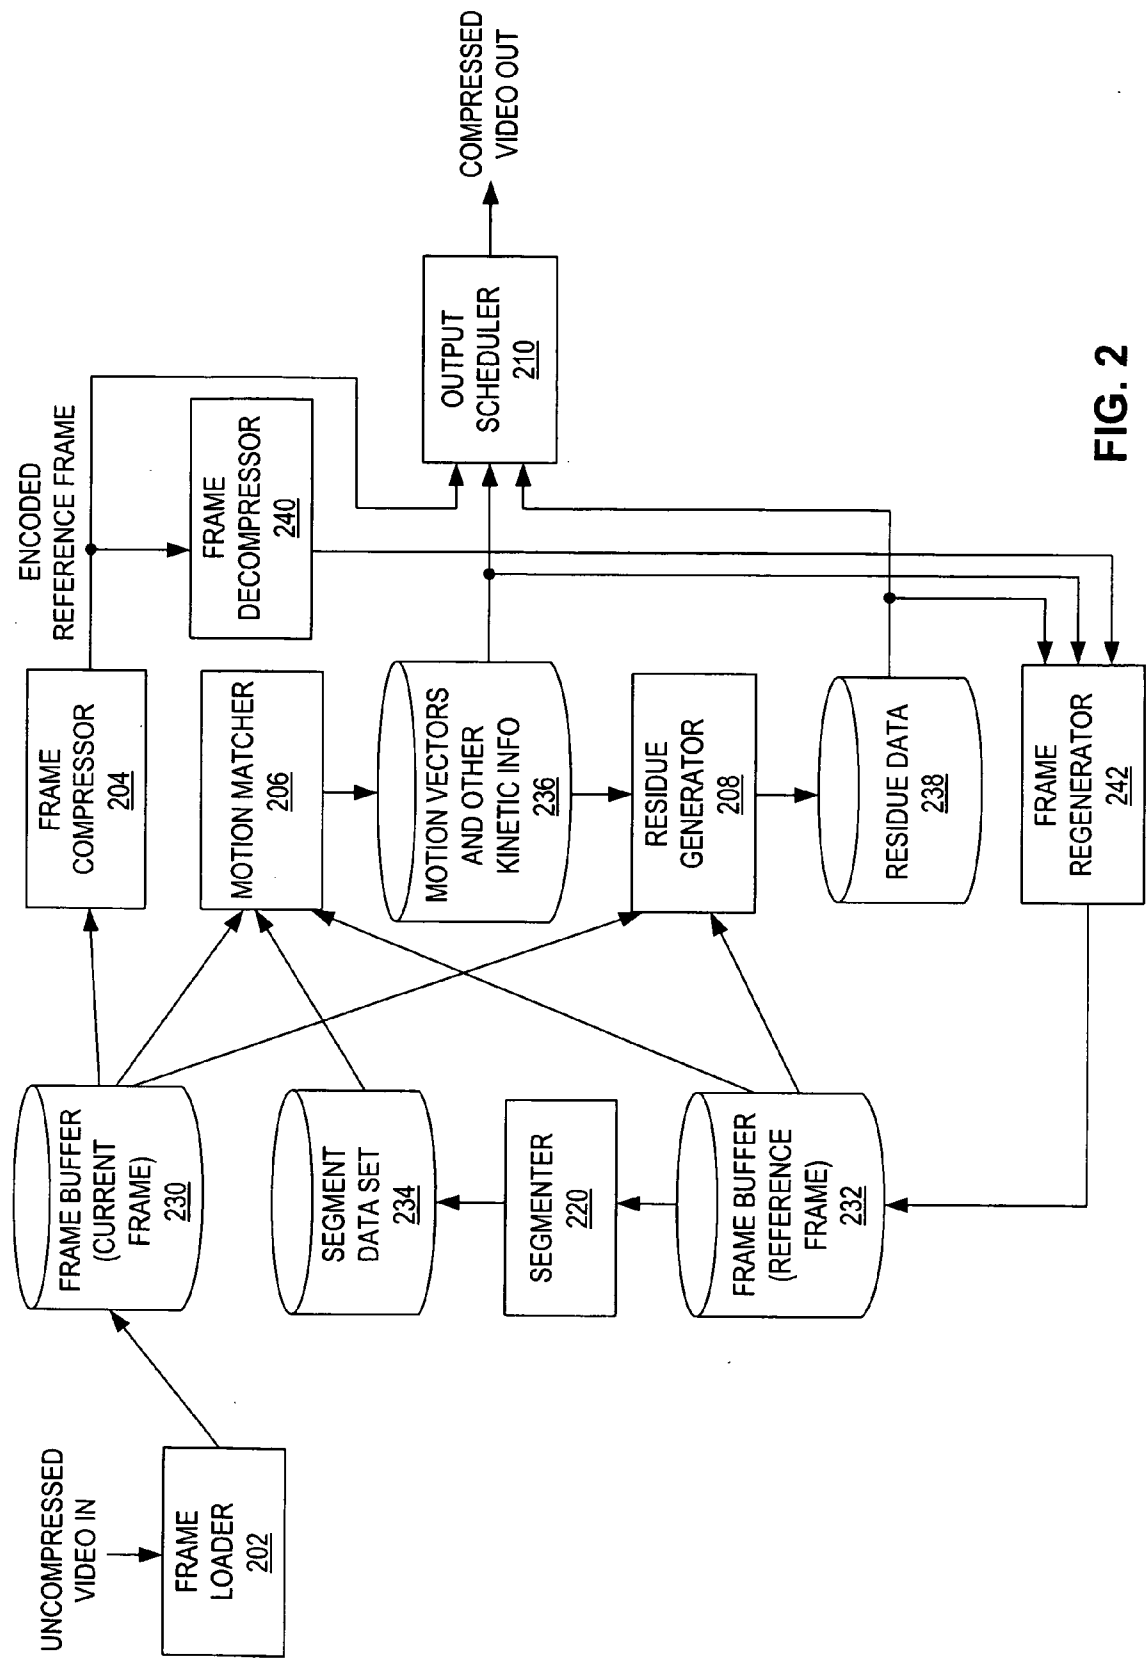 UNCOMPRESSED
VIDEO IN
FRAME
LOADER
202
FRAME BUFFER
(CURRENT
FRAME)
230
SEGMENT
DATA SET
234
SEGMENTER
220
FRAME BUFFER
(REFERENCE
FRAME)
232
FRAME
COMPRESSOR
204
MOTION MATCHER
206
MOTION VECTORS
AND OTHER
KINETIC INFO
236
RESIDUE
GENERATOR
208
RESIDUE DATA
238
FRAME
REGENERATOR
242
ENCODED
REFERENCE FRAME
FRAME
DECOMPRESSOR
240
OUTPUT
SCHEDULER
210
COMPRESSED
VIDEO OUT
FIG. 2